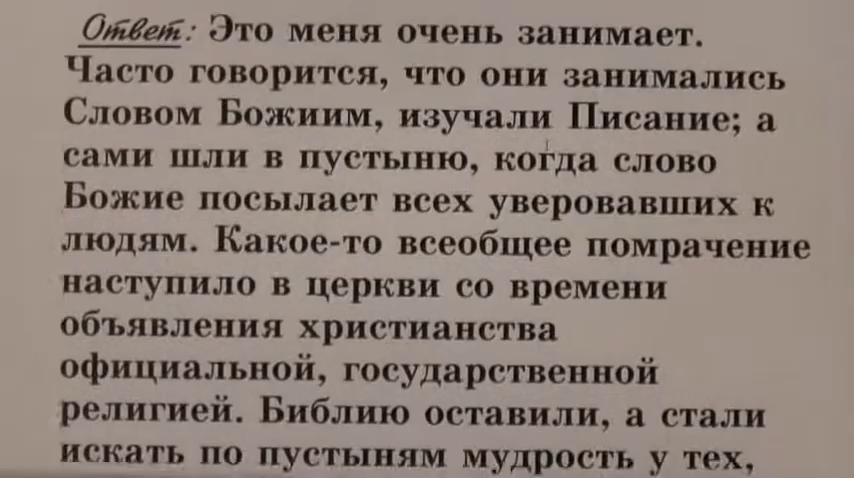 Ответ: Это меня очень занимает.
Часто говорится, что они занимались
Словом Божиим, изучали Писание; а
сами шли в пустыню, когда слово
Божие посылает всех уверовавших к
людям. Какое-то всеобщее помрачение
наступило в церкви со времени
объявления христианства
официальной, государственной
религией. Библию оставили, а стали
искать по пустыням мудрость у тех,